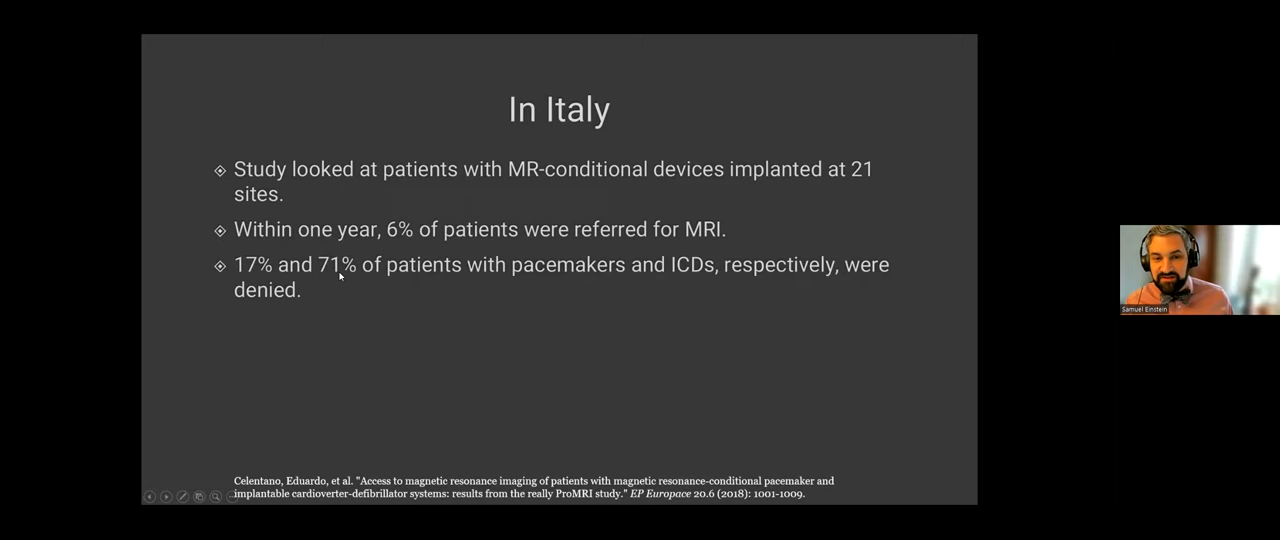 In Italy
Study looked at patients with MR-conditional devices implanted at 21
sites.
Within one year, 6% of patients were referred for MRI.
17% and 71% of patients with pacemakers and ICDs, respectively, were
denied.
Samuel Einstein
Celentano, Eduardo, et al. "Access to magnetic resonance imaging of patients with magnetic resonance-conditional pacemaker and
implantable cardioverter-defibrillator systems: results from the really ProMRI study." EP Europace 20.6 (2018): 1001-1009.